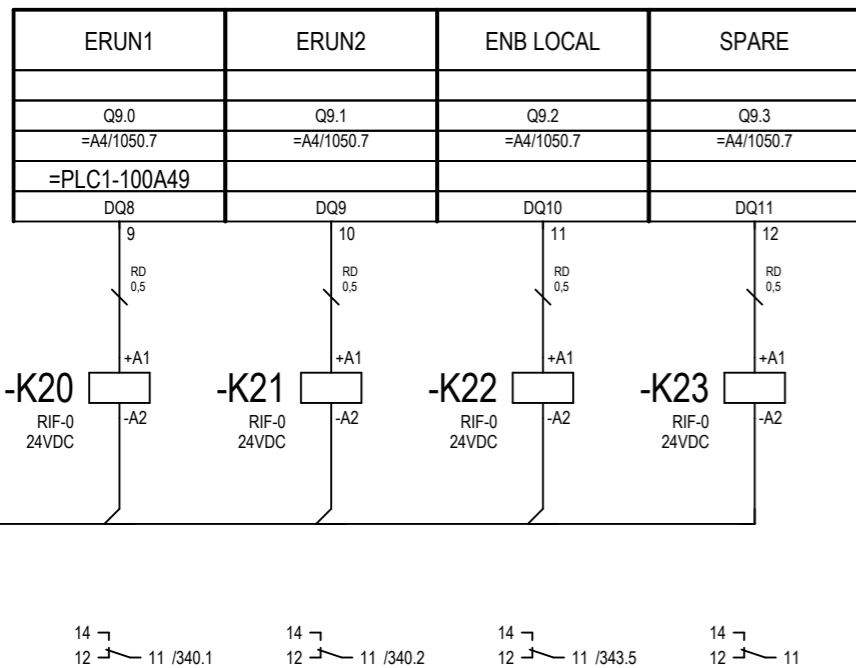 ERUN1 ERUN2 ENB LOCAL SPARE
Q9.0 Q9.1 Q9.2 Q9.3
=A4/1050.7 =A4/1050.7 =A4/1050.7 =A4/1050.7
=PLC1-100A49
DQ8 DQ9 DQ10 DQ11
9 10 11 12
RD RD RD RD
0,5 0,5 0,5 0,5
+A1 +A1 +A1 +A1
-K20 -K21 -K22 -K23
-A2 -A2 -A2 -A2
RIF-0 RIF-0 RIF-0 RIF-0
24VDC 24VDC 24VDC 24VDC
14 14 14 14
12 11 /340.1 12 11 /340.2 12 11 /343.5 12 11